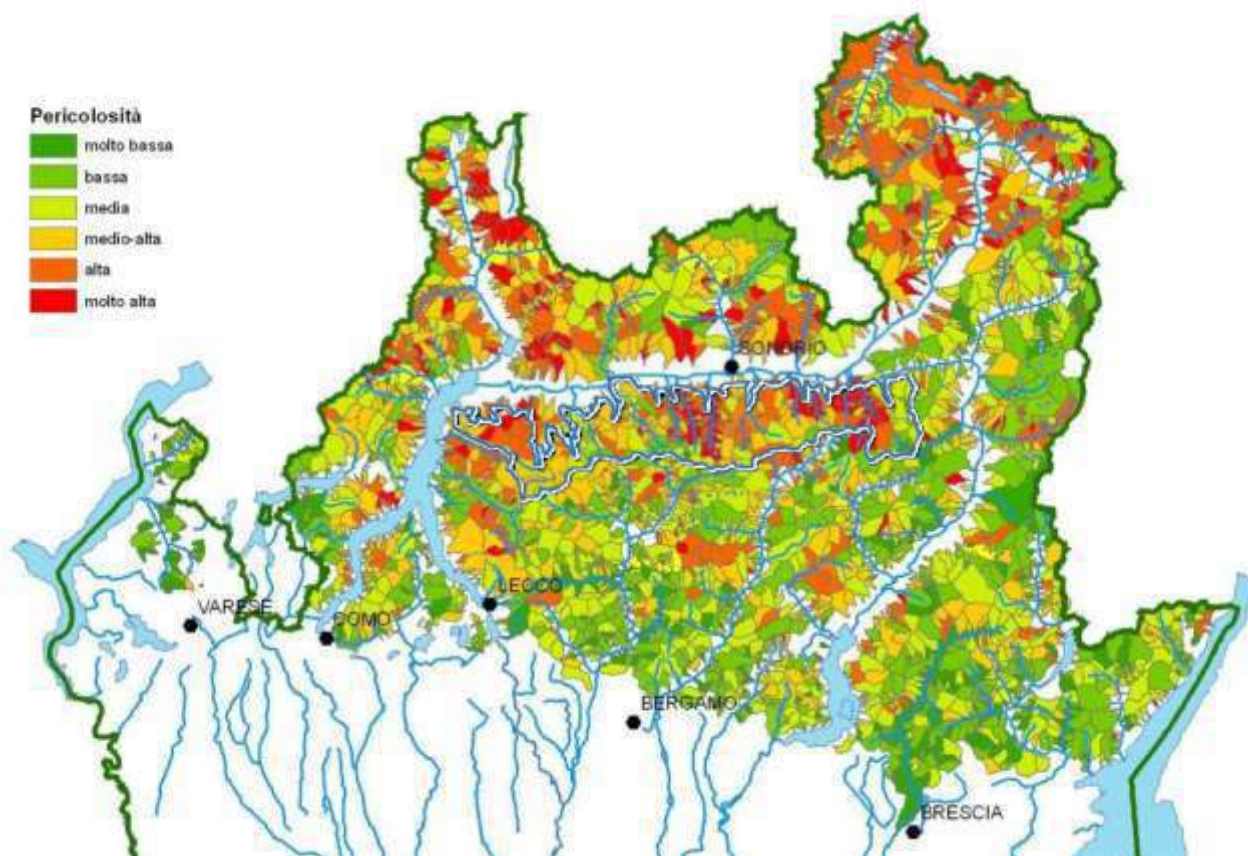 Pericolosità
molto bassa
bassa
media
medio-alta
alta
molto alta
SONDRIO
LECCO
VARESE
COMO
BERGAMO
BRESCIA